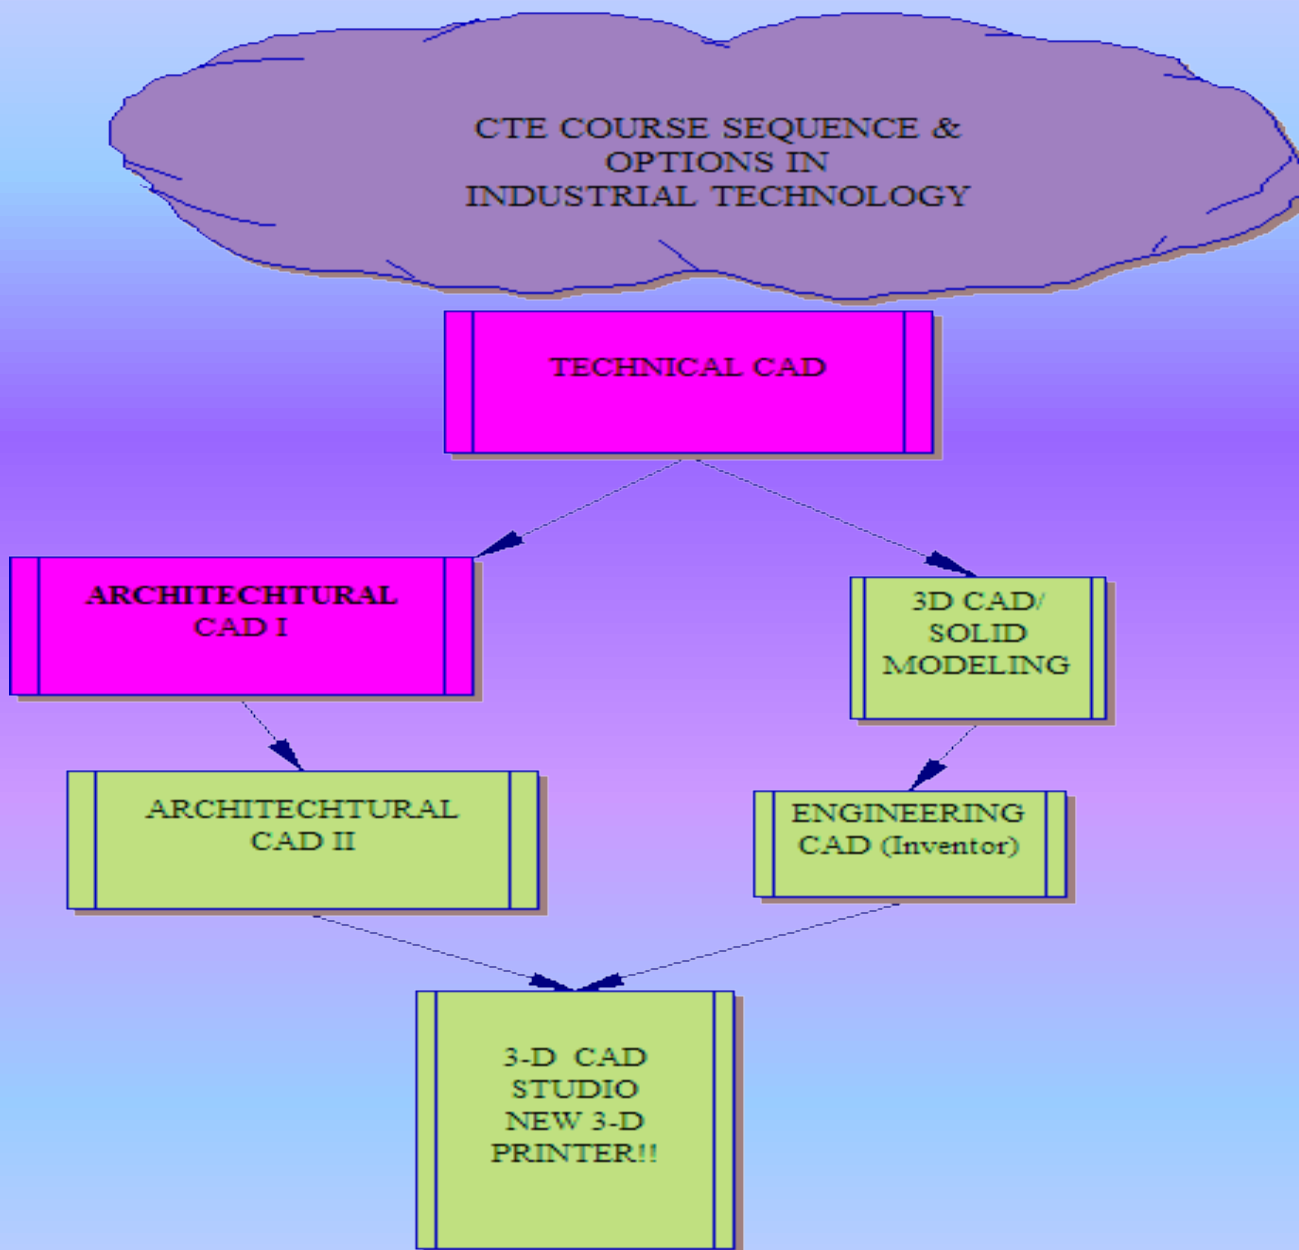 CTE COURSE SEQUENCE &
OPTIONS IN
INDUSTRIAL TECHNOLOGY
TECHNICAL CAD
ARCHITECHTURAL
CAD I
3D CAD/
SOLID
MODELING
ARCHITECHTURAL
CAD II
ENGINEERING
CAD (Inventor)
3-D CAD
STUDIO
NEW 3-D
PRINTER!!